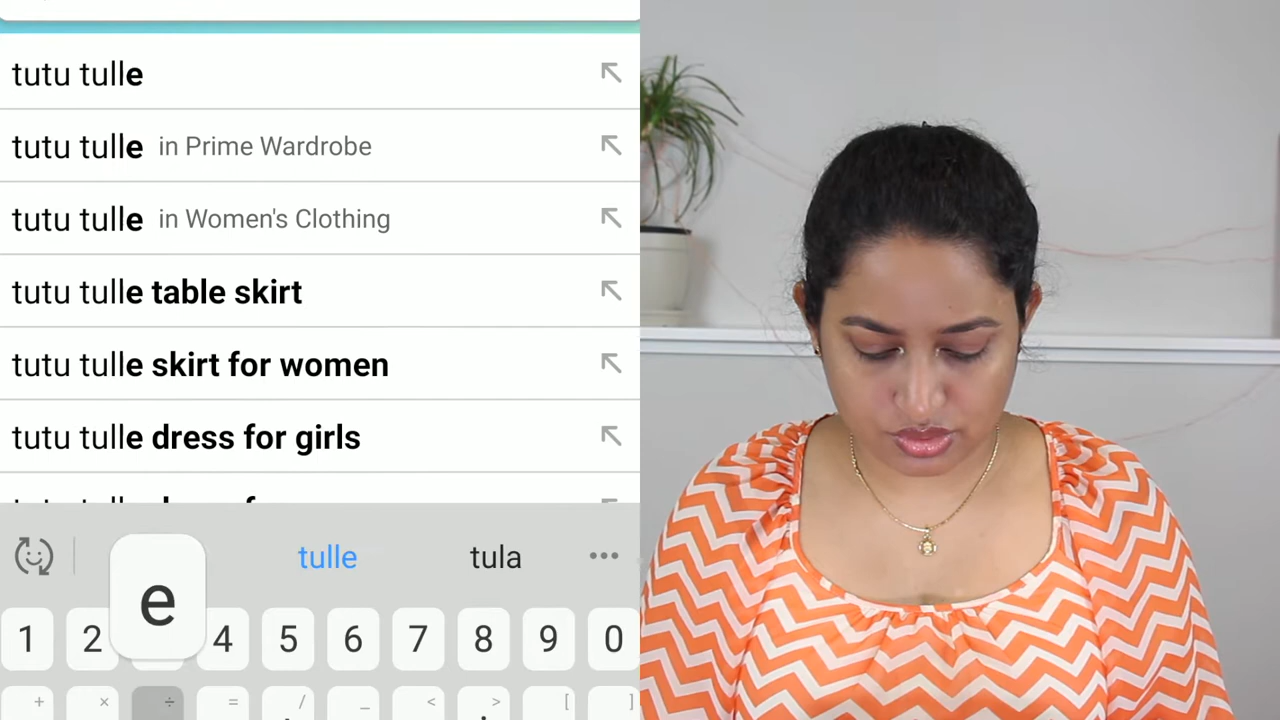 tutu tulle
tutu tulle in Prime Wardrobe
tutu tulle in Women's Clothing
tutu tulle table skirt
tutu tulle skirt for women
tutu tulle dress for girls
tulle tula •••
e
1 2 4 5 6 7 8 9 0
+ × ÷ = / _ < > [ ]